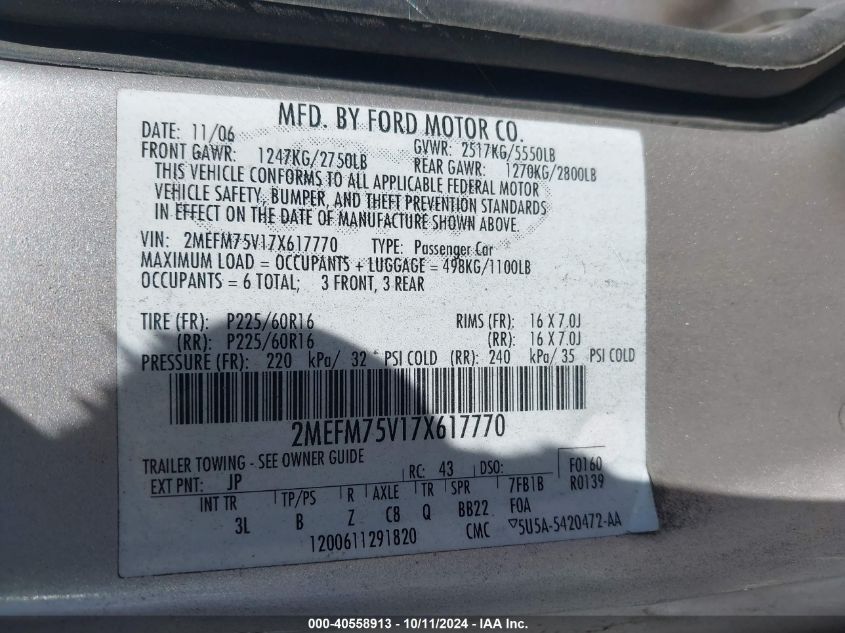 MFD. BY FORD MOTOR CO.
DATE: 11/06 GVWR: 2517KG/5550LB
FRONT GAWR: 1247KG/2750LB REAR GAWR: 1270KG/2800LB
THIS VEHICLE CONFORMS TO ALL APPLICABLE FEDERAL MOTOR
VEHICLE SAFETY, BUMPER, AND THEFT PREVENTION STANDARDS
IN EFFECT ON THE DATE OF MANUFACTURE SHOWN ABOVE.
VIN: 2MEFM75V17X617770 TYPE: Passenger Car
MAXIMUM LOAD = OCCUPANTS + LUGGAGE = 498KG/1100LB
OCCUPANTS = 6 TOTAL; 3 FRONT, 3 REAR
TIRE (FR): P225/60R16 RIMS (FR): 16 X 7.0J
(RR): P225/60R16 (RR): 16 X 7.0J
PRESSURE (FR): 220 kPa/ 32 PSI COLD (RR): 240 kPa/ 35 PSI COLD
2MEFM75V17X617770
TRAILER TOWING - SEE OWNER GUIDE
EXT PNT: JP RC: 43 DSO: F0160
R0139
INT TR TP/PS R AXLE TR SPR 7FB1B
3L B Z C8 Q BB22 FOA
1200611291820 CMC ▽5U5A-5420472-AA
000-40558913 - 10/11/2024 - IAA Inc.